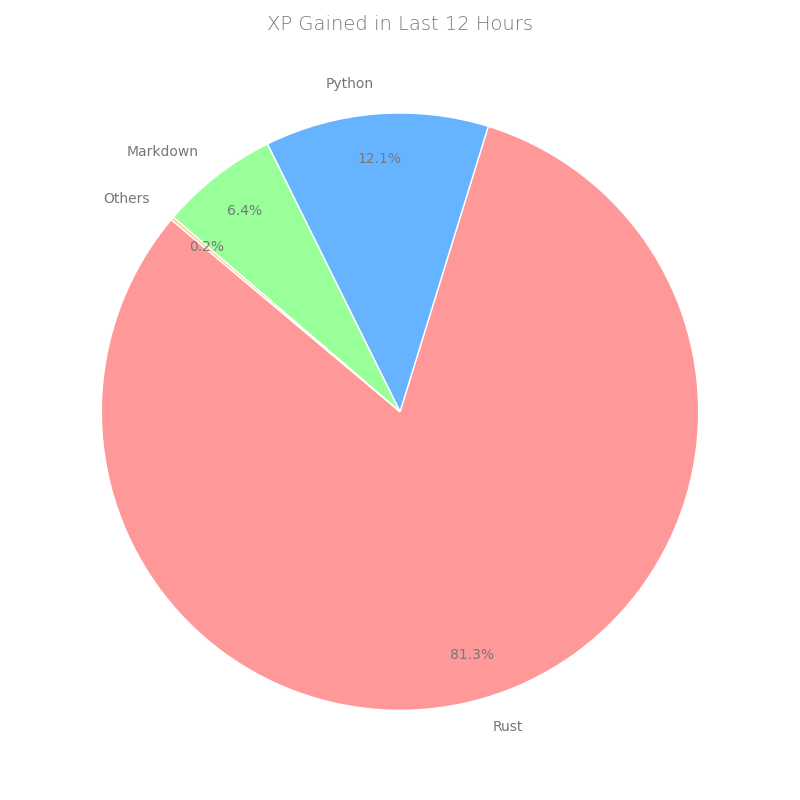 XP Gained in Last 12 Hours
Python
Markdown
12.1%
Others
6.4%
0.2%
81.3%
Rust